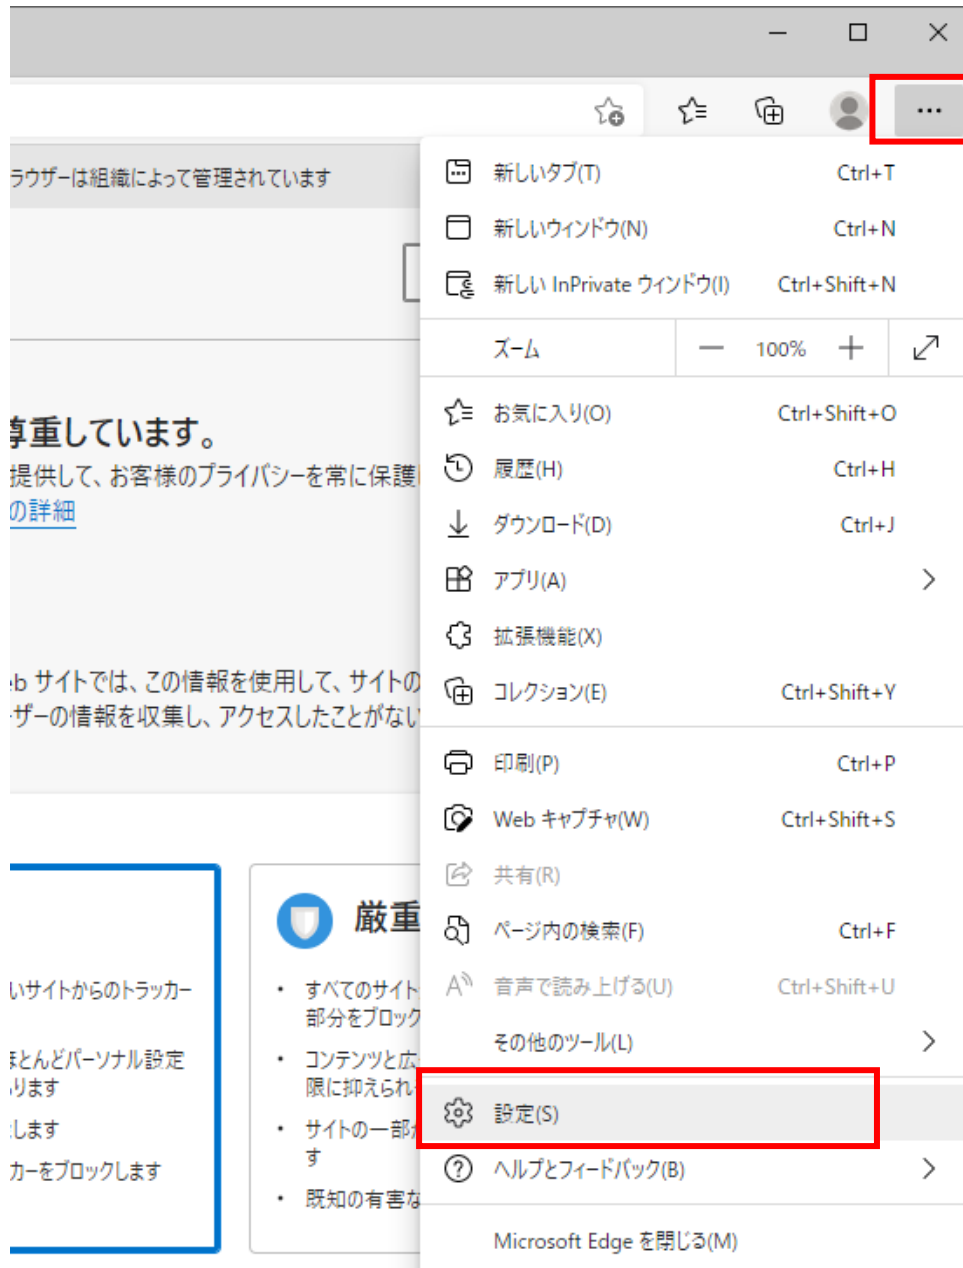 ラウザーは組織によって管理されています
尊重しています。
提供して、お客様のプライバシーを常に保護
の詳細
eb サイトでは、この情報を使用して、サイトの
ーザーの情報を収集し、アクセスしたことがない
いサイトからのトラッカー
ほとんどパーソナル設定
ります
します
カーをブロックします
厳重
• すべてのサイト
部分をブロック
• コンテンツと広
限に抑えられ
• サイトの一部
す
• 既知の有害な
新しいタブ(T) Ctrl+T
新しいウィンドウ(N) Ctrl+N
新しい InPrivate ウィンドウ(I) Ctrl+Shift+N
ズーム — 100% +
お気に入り(O) Ctrl+Shift+O
履歴(H) Ctrl+H
ダウンロード(D) Ctrl+J
アプリ(A)
拡張機能(X)
コレクション(E) Ctrl+Shift+Y
印刷(P) Ctrl+P
Web キャプチャ(W) Ctrl+Shift+S
共有(R)
ページ内の検索(F) Ctrl+F
音声で読み上げる(U) Ctrl+Shift+U
その他のツール(L)
設定(S)
ヘルプとフィードバック(B)
Microsoft Edge を閉じる(M)